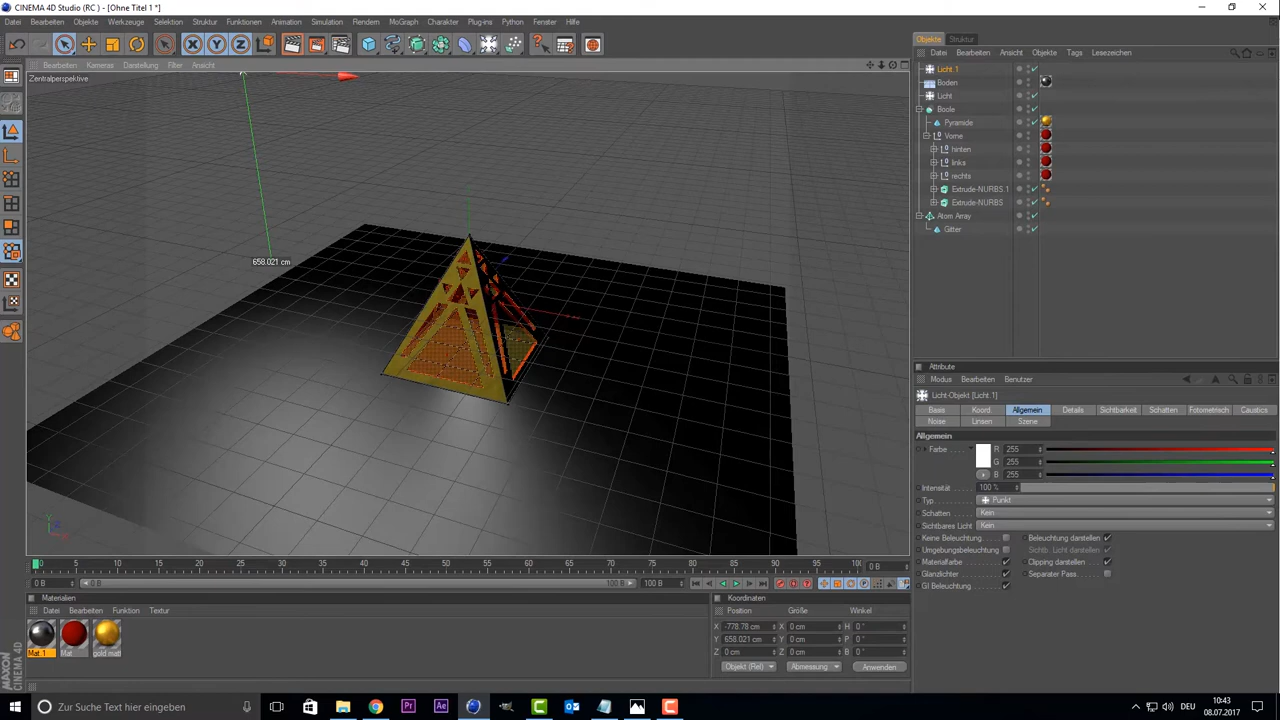 CINEMA 4D Studio (RC ) - [Ohne Titel 1 *]
Datei Bearbeiten Objekte Werkzeuge Selektion Struktur Funktionen Animation Simulation Rendern MoGraph Charakter Plug-ins Python Fenster Hilfe
Bearbeiten Kameras Darstellung Filter Ansicht
Zentralperspektive
658.021 cm
Y
Z
Objekte Struktur
Datei Bearbeiten Ansicht Objekte Tags Lesezeichen
Licht.1
Boden
Licht
Boole
Pyramide
Vorne
hinten
links
rechts
Extrude-NURBS.1
Extrude-NURBS
Atom Array
Gitter
Attribute
Modus Bearbeiten Benutzer
Licht-Objekt [Licht.1]
Basis Koord. Allgemein Details Sichtbarkeit Schatten Fotometrisch Caustics
Noise Linsen Szene
Allgemein
Farbe . . . . R 255
G 255
B 255
Intensität . . . . . 100 %
Typ . . . . . . . . . Punkt
Schatten . . . . . . Kein
Sichtbares Licht . Kein
Keine Beleuchtung . Beleuchtung darstellen
Umgebungsbeleuchtung Sichtb. Licht darstellen
Materialfarbe . . . . Clipping darstellen
Glanzlichter . . . . Separater Pass . . .
GI Beleuchtung . . .
0 5 10 15 20 25 30 35 40 45 50 55 60 65 70 75 80 85 90 95 100 0 B
0 B 0 B 100 B 100 B
Materialien
Datei Bearbeiten Funktion Textur
Mat.1 Mat gold matt
Koordinaten
Position Größe Winkel
X -778.78 cm X 0 cm H 0 °
Y 658.021 cm Y 0 cm P 0 °
Z 0 cm Z 0 cm B 0 °
Objekt (Rel) Abmessung Anwenden
MAXON
CINEMA 4D
Zur Suche hier eingeben
Pr Ae
DEU
10:43
08.07.2017